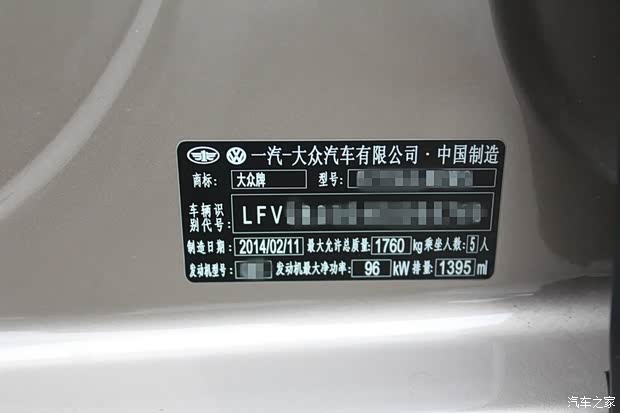 一汽-大众汽车有限公司·中国制造
商标: 大众牌 型号:
车辆识别代号: LFV
制造日期: 2014/02/11 最大允许总质量: 1760 kg 乘坐人数: 5 人
发动机型号: 发动机最大净功率: 96 kW 排量: 1395 ml
汽车之家